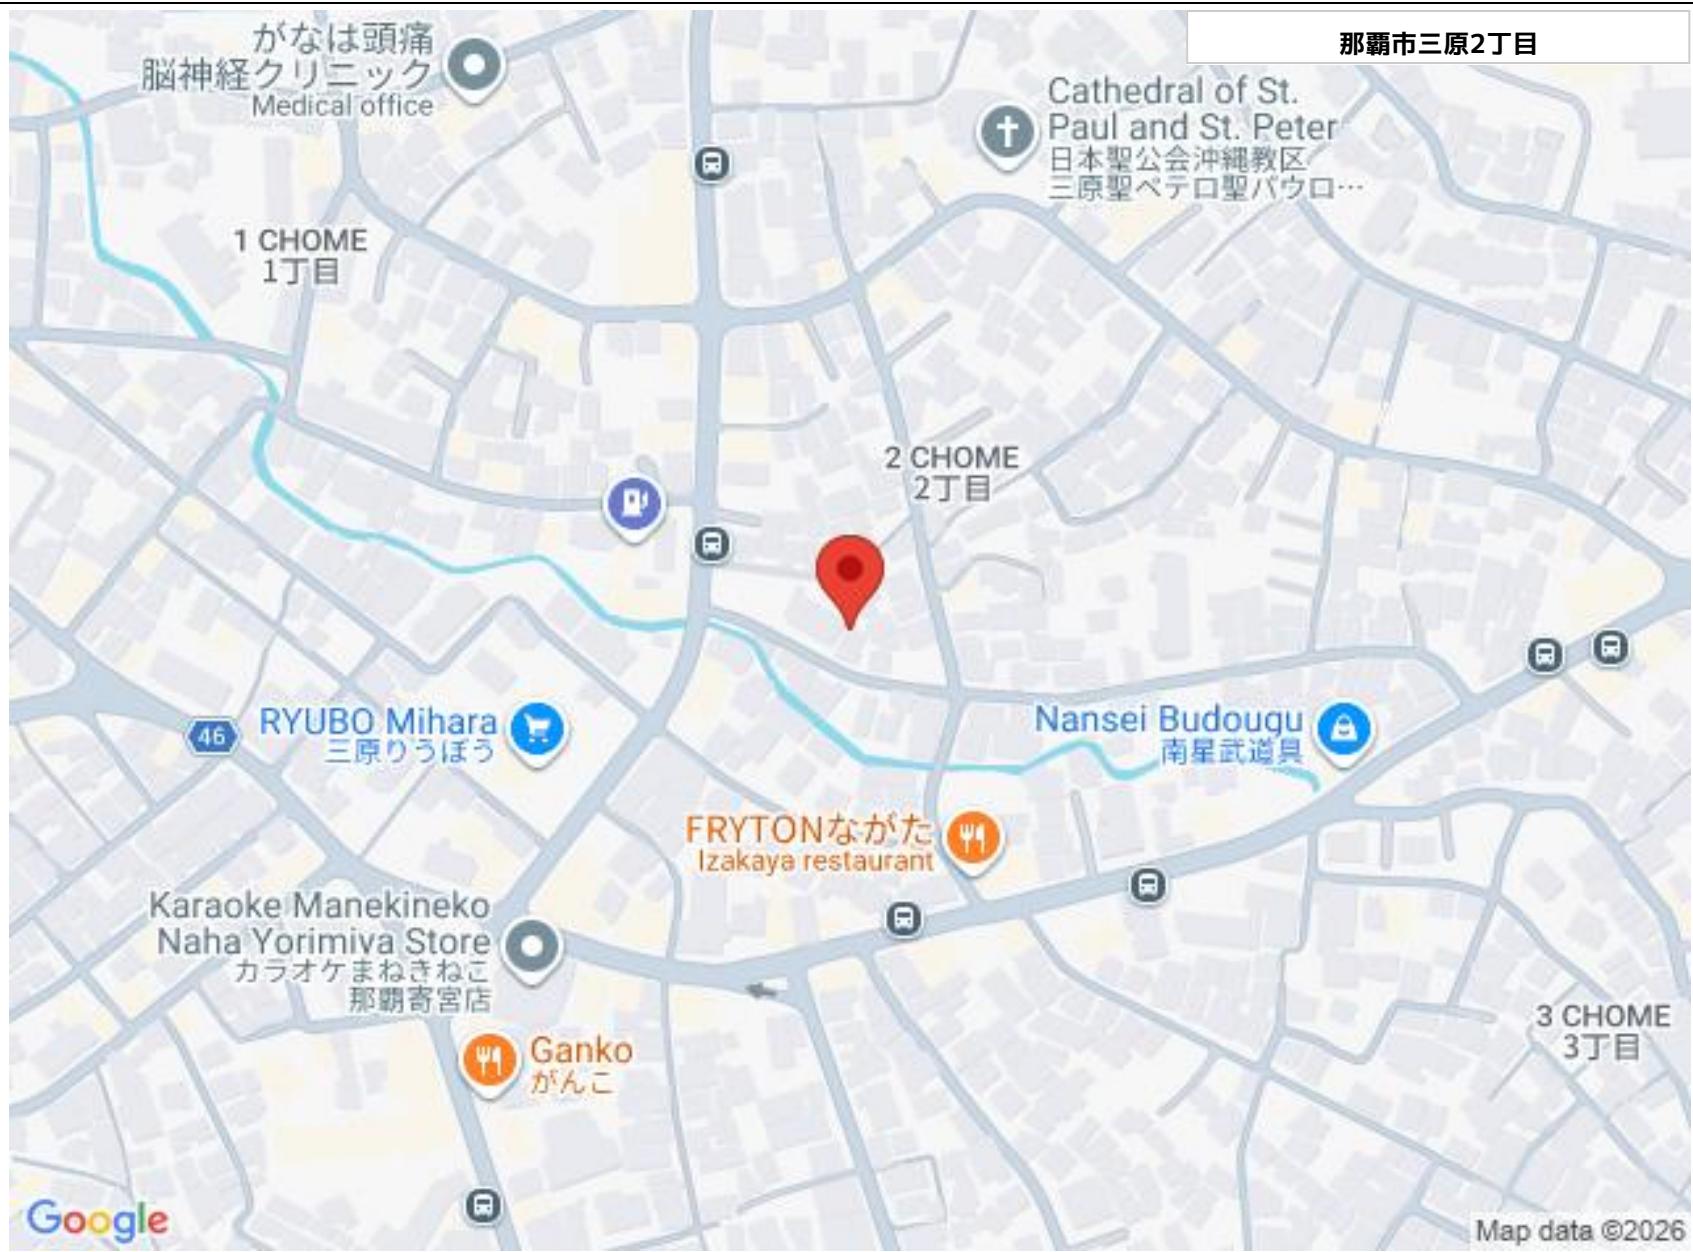 那覇市三原2丁目
がなは頭痛
脳神経クリニック
Medical office
Cathedral of St.
Paul and St. Peter
日本聖公会沖縄教区
三原聖ペテロ聖パウロ…
1 CHOME
1丁目
2 CHOME
2丁目
46
RYUBO Mihara
三原りうぼう
Nansei Budougu
南星武道具
FRYTONながた
Izakaya restaurant
Karaoke Manekineko
Naha Yorimiya Store
カラオケまねきねこ
那覇寄宮店
Ganko
がんこ
3 CHOME
3丁目
Google
Map data ©2026